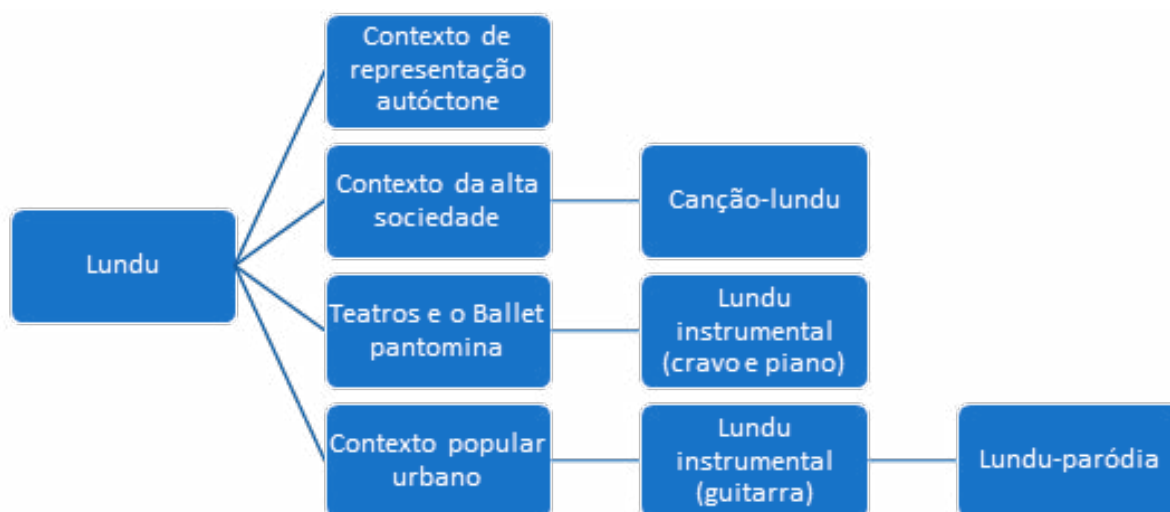 Lundu
Contexto de
representação
autóctone
Contexto da alta
sociedade
Canção-lundu
Teatros e o Ballet
pantomina
Lundu
instrumental
(cravo e piano)
Contexto popular
urbano
Lundu
instrumental
(guitarra)
Lundu-paródia